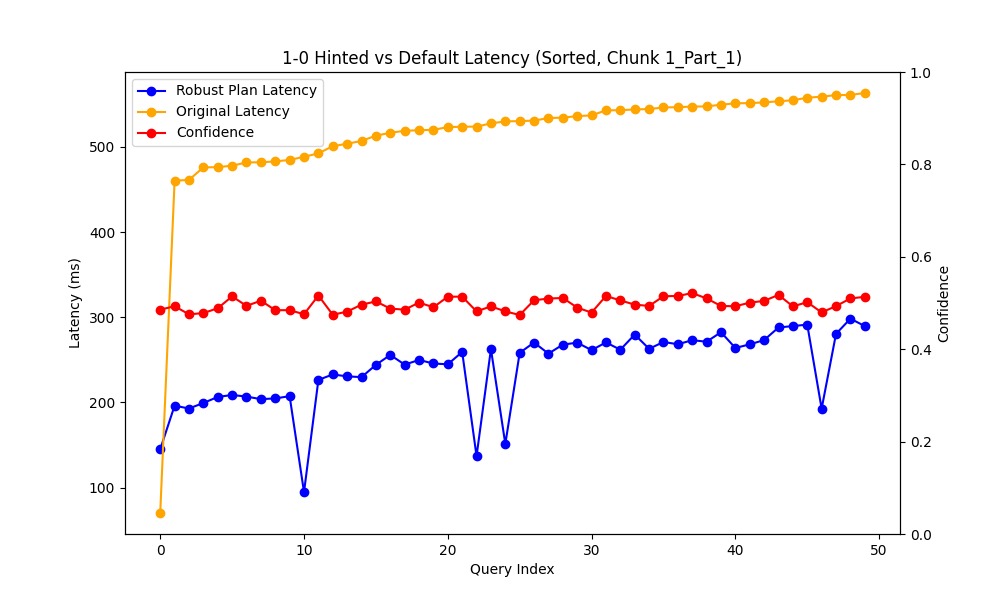 1-0 Hinted vs Default Latency (Sorted, Chunk 1_Part_1)
Robust Plan Latency
Original Latency
Confidence
Latency (ms)
500
400
300
200
100
1.0
0.8
0.6
0.4
0.2
0.0
Confidence
0 10 20 30 40 50
Query Index